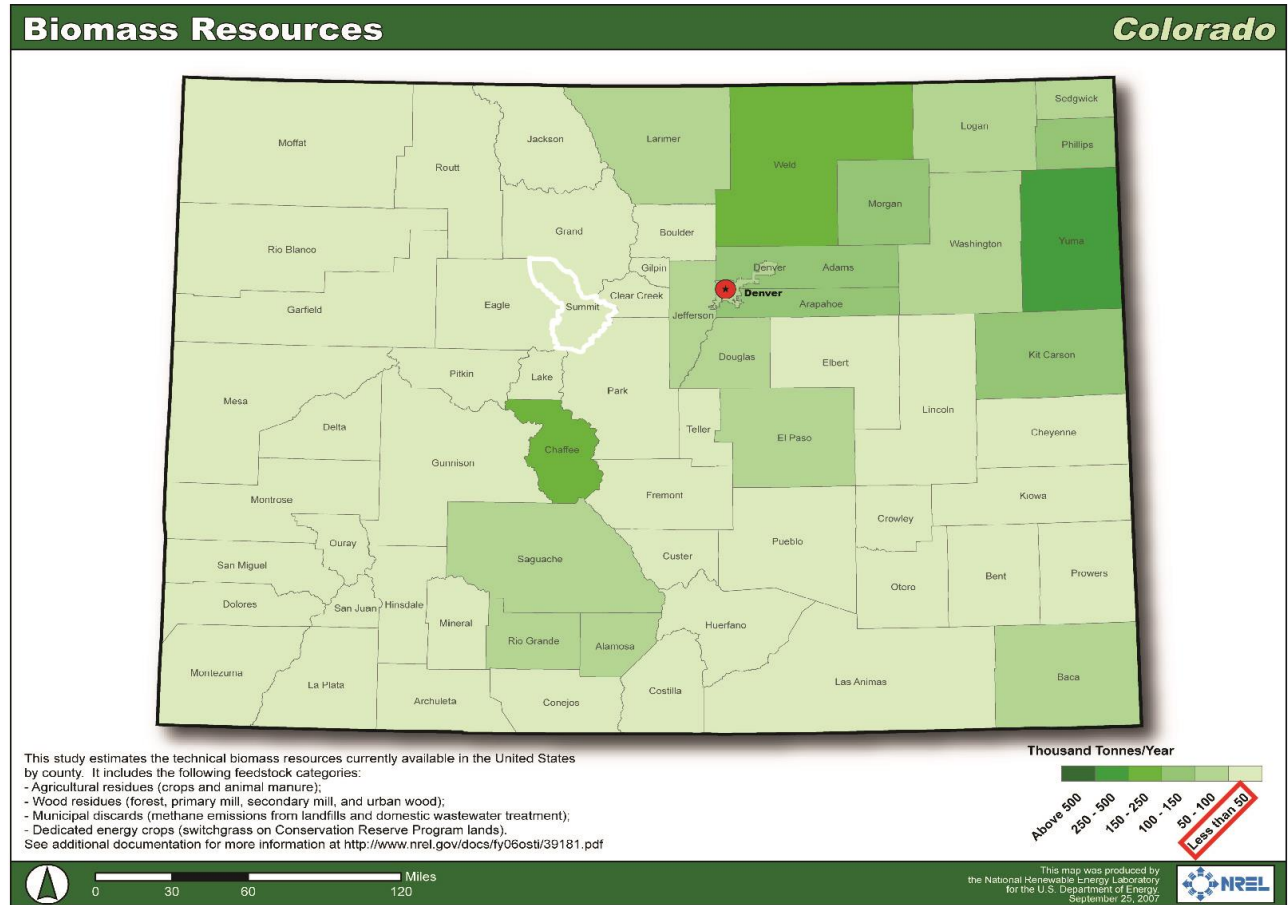 Biomass Resources
Colorado
Sedgwick
Logan
Larimer
Moffat
Jackson
Phillips
Weld
Routt
Morgan
Grand
Boulder
Yuma
Washington
Rio Blanco
Gilpin
Denver
Adams
Clear Creek
Denver
Eagle
Summit
Arapahoe
Garfield
Jefferson
Kit Carson
Douglas
Elbert
Pitkin
Lake
Park
Mesa
Lincoln
Delta
Teller
Cheyenne
El Paso
Chaffee
Gunnison
Fremont
Kiowa
Montrose
Crowley
Pueblo
Ouray
Custer
Saguache
San Miguel
Prowers
Bent
Otero
Dolores
San Juan
Hinsdale
Mineral
Huerfano
Rio Grande
Alamosa
Montezuma
Baca
Las Animas
La Plata
Costilla
Archuleta
Conejos
This study estimates the technical biomass resources currently available in the United States
by county. It includes the following feedstock categories:
- Agricultural residues (crops and animal manure);
- Wood residues (forest, primary mill, secondary mill, and urban wood);
- Municipal discards (methane emissions from landfills and domestic wastewater treatment);
- Dedicated energy crops (switchgrass on Conservation Reserve Program lands).
See additional documentation for more information at http://www.nrel.gov/docs/fy06osti/39181.pdf
Thousand Tonnes/Year
Above 500
250 - 500
150 - 250
100 - 150
50 - 100
Less than 50
Miles
0 30 60 120
This map was produced by
the National Renewable Energy Laboratory
for the U.S. Department of Energy.
September 25, 2007
NREL